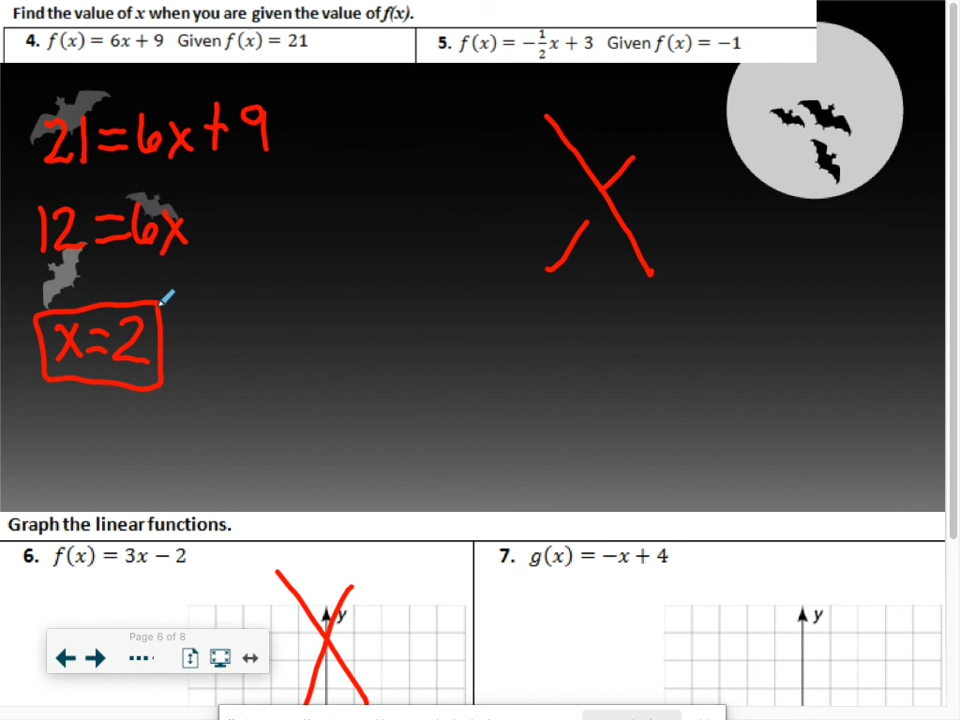 Find the value of x when you are given the value of f(x).
4. f(x) = 6x + 9 Given f(x) = 21
5. f(x) = −1/2x + 3 Given f(x) = −1
21=6x+9
12=6x
x=2
Graph the linear functions.
6. f(x) = 3x − 2
7. g(x) = −x + 4
y
y
Page 6 of 8